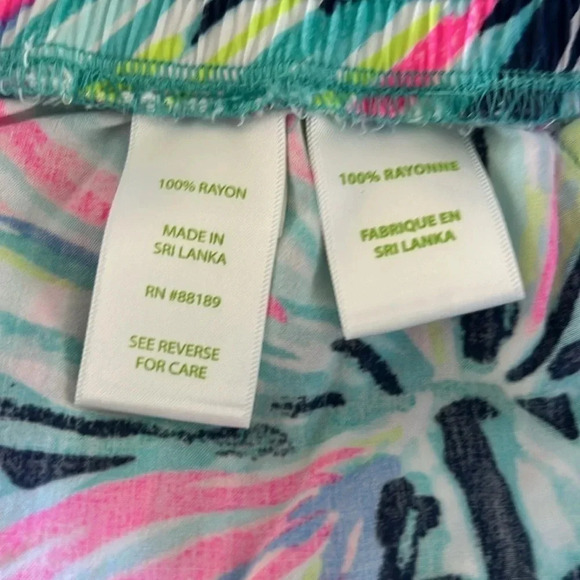 100% RAYON
MADE IN
SRI LANKA
RN #88189
SEE REVERSE
FOR CARE
100% RAYONNE
FABRIQUE EN
SRI LANKA